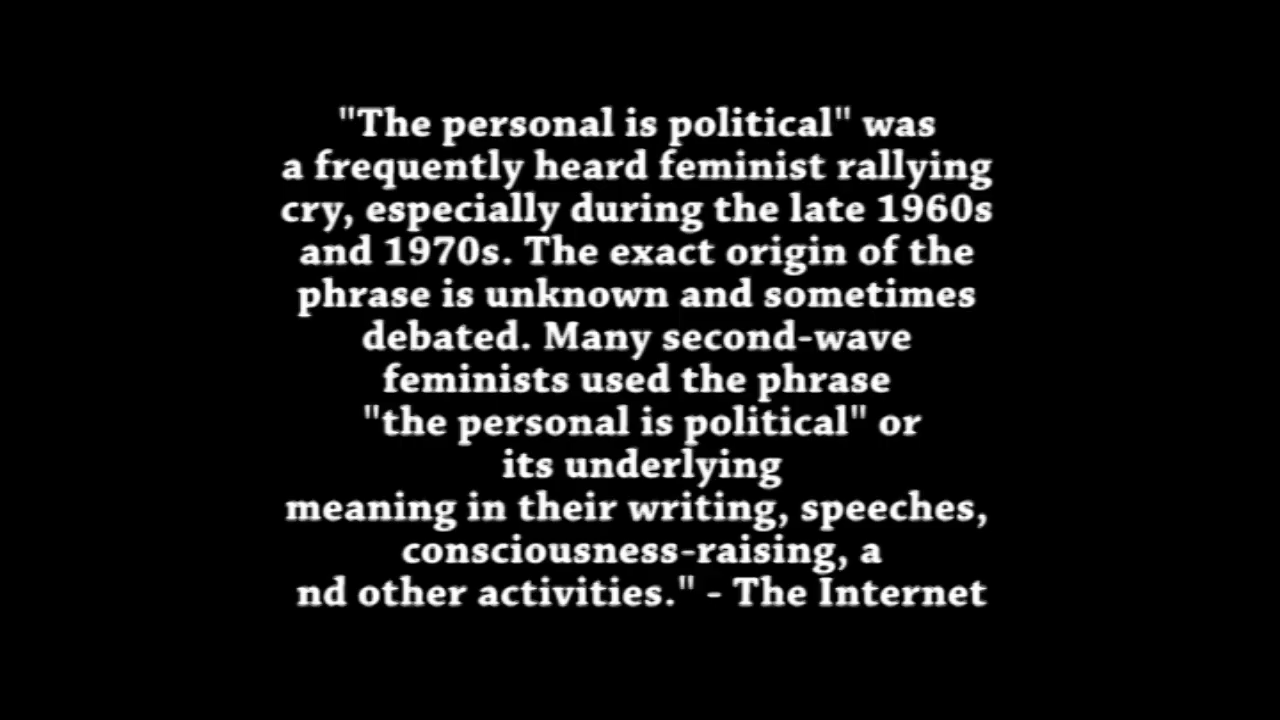 "The personal is political" was
a frequently heard feminist rallying
cry, especially during the late 1960s
and 1970s. The exact origin of the
phrase is unknown and sometimes
debated. Many second-wave
feminists used the phrase
"the personal is political" or
its underlying
meaning in their writing, speeches,
consciousness-raising, a
nd other activities." - The Internet